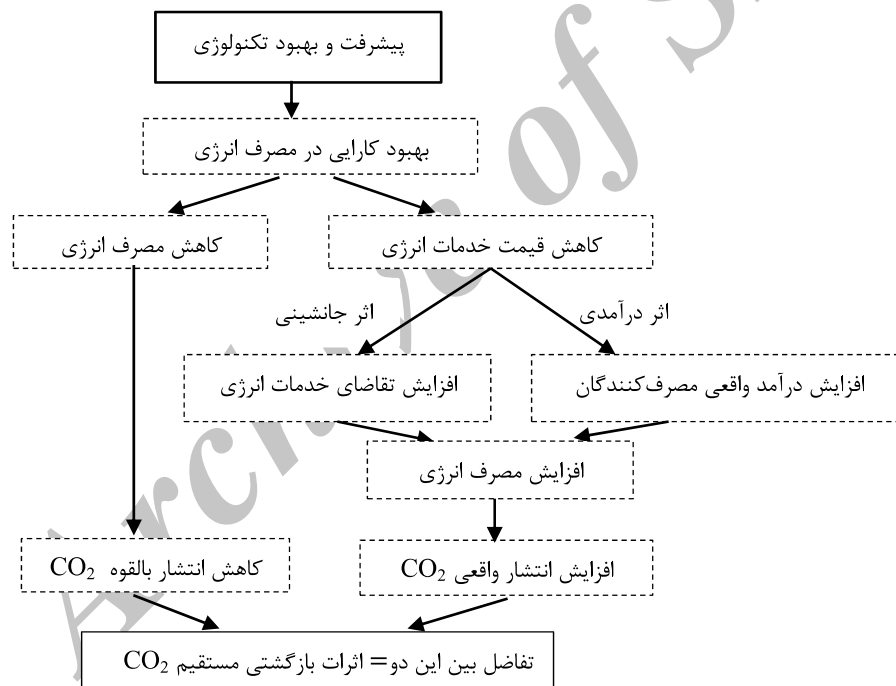 پیشرفت و بهبود تکنولوژی
بهبود کارایی در مصرف انرژی
کاهش قیمت خدمات انرژی
کاهش مصرف انرژی
اثر درآمدی
اثر جانشینی
افزایش درآمد واقعی مصرف‌کنندگان
افزایش تقاضای خدمات انرژی
افزایش مصرف انرژی
افزایش انتشار واقعی CO2
کاهش انتشار بالقوه CO2
تفاضل بین این دو= اثرات بازگشتی مستقیم CO2
Archive of S